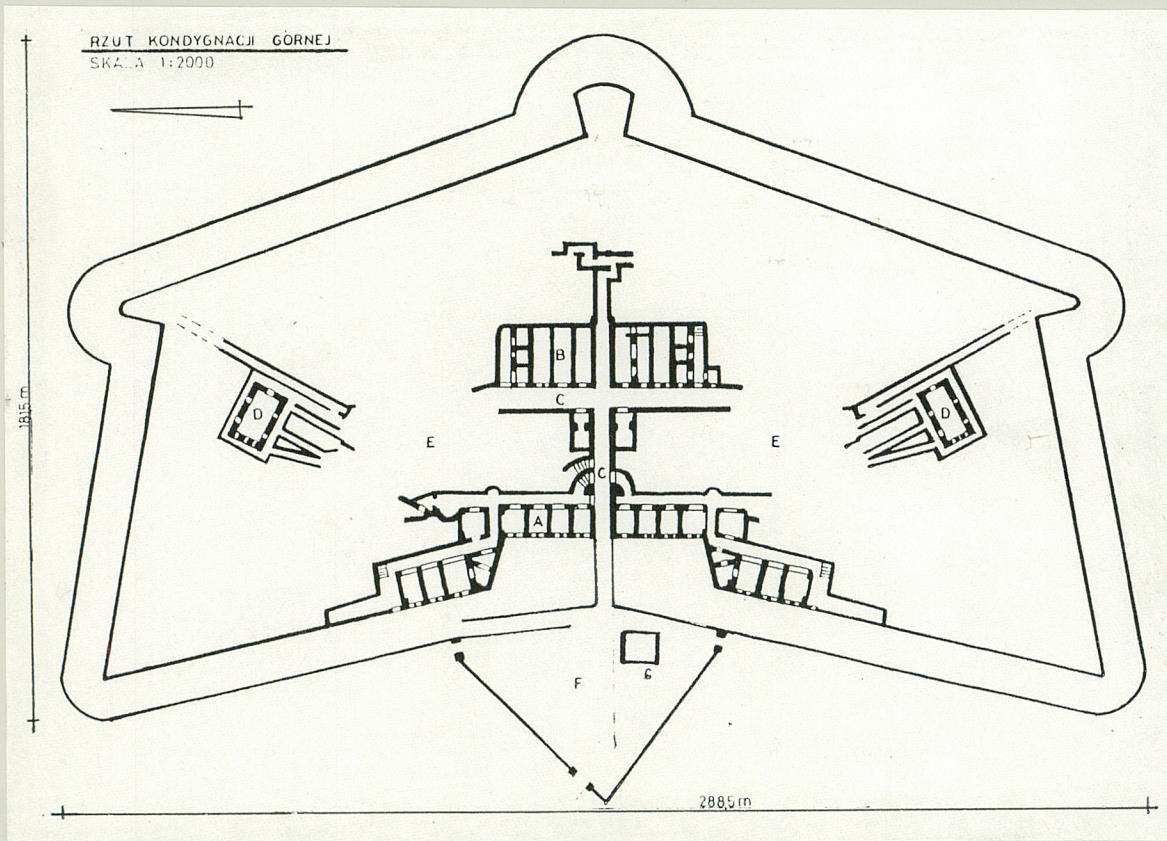 RZUT KONDYGNACJI GÓRNEJ
SKALA 1:2000
181,5 m
B
D
C
D
E
E
C
A
F
G
288,5 m